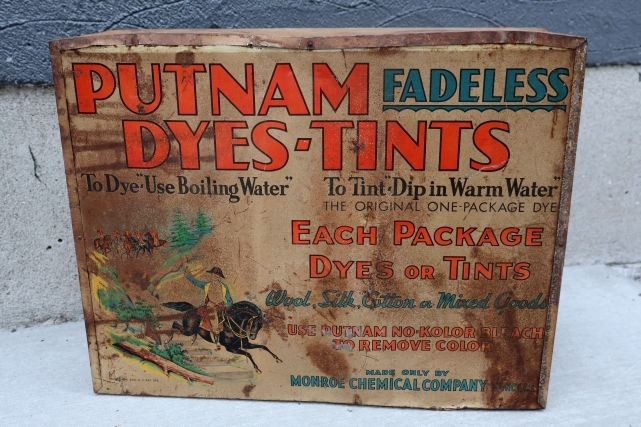 PUTNAM FADELESS
DYES-TINTS
To Dye "Use Boiling Water" To Tint "Dip in Warm Water"
THE ORIGINAL ONE-PACKAGE DYE
EACH PACKAGE
DYES OR TINTS
Wool, Silk, Cotton or Mixed Goods
USE PUTNAM NO-KOLOR BLEACH
TO REMOVE COLOR
MADE ONLY BY
MONROE CHEMICAL COMPANY